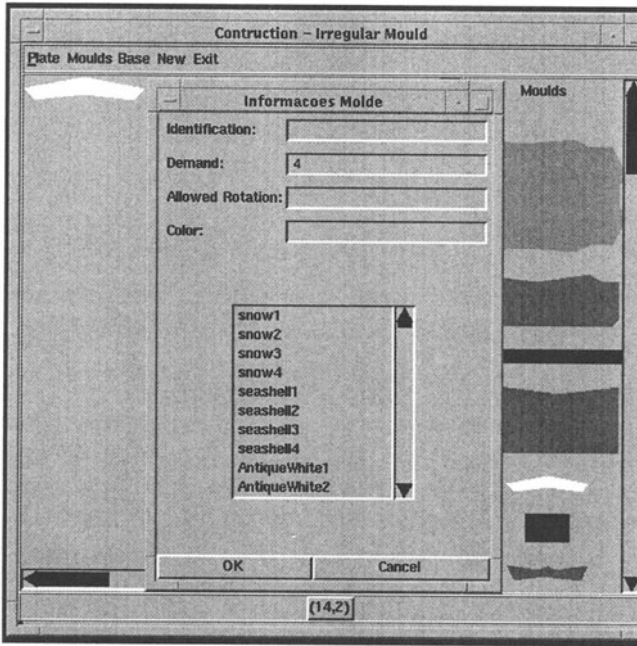 Contruction - Irregular Mould
Plate Moulds Base New Exit
Informacoes Molde
Moulds
Identification:
Demand: 4
Allowed Rotation:
Color:
snow1
snow2
snow3
snow4
seashell1
seashell2
seashell3
seashell4
AntiqueWhite1
AntiqueWhite2
OK Cancel
(14,2)